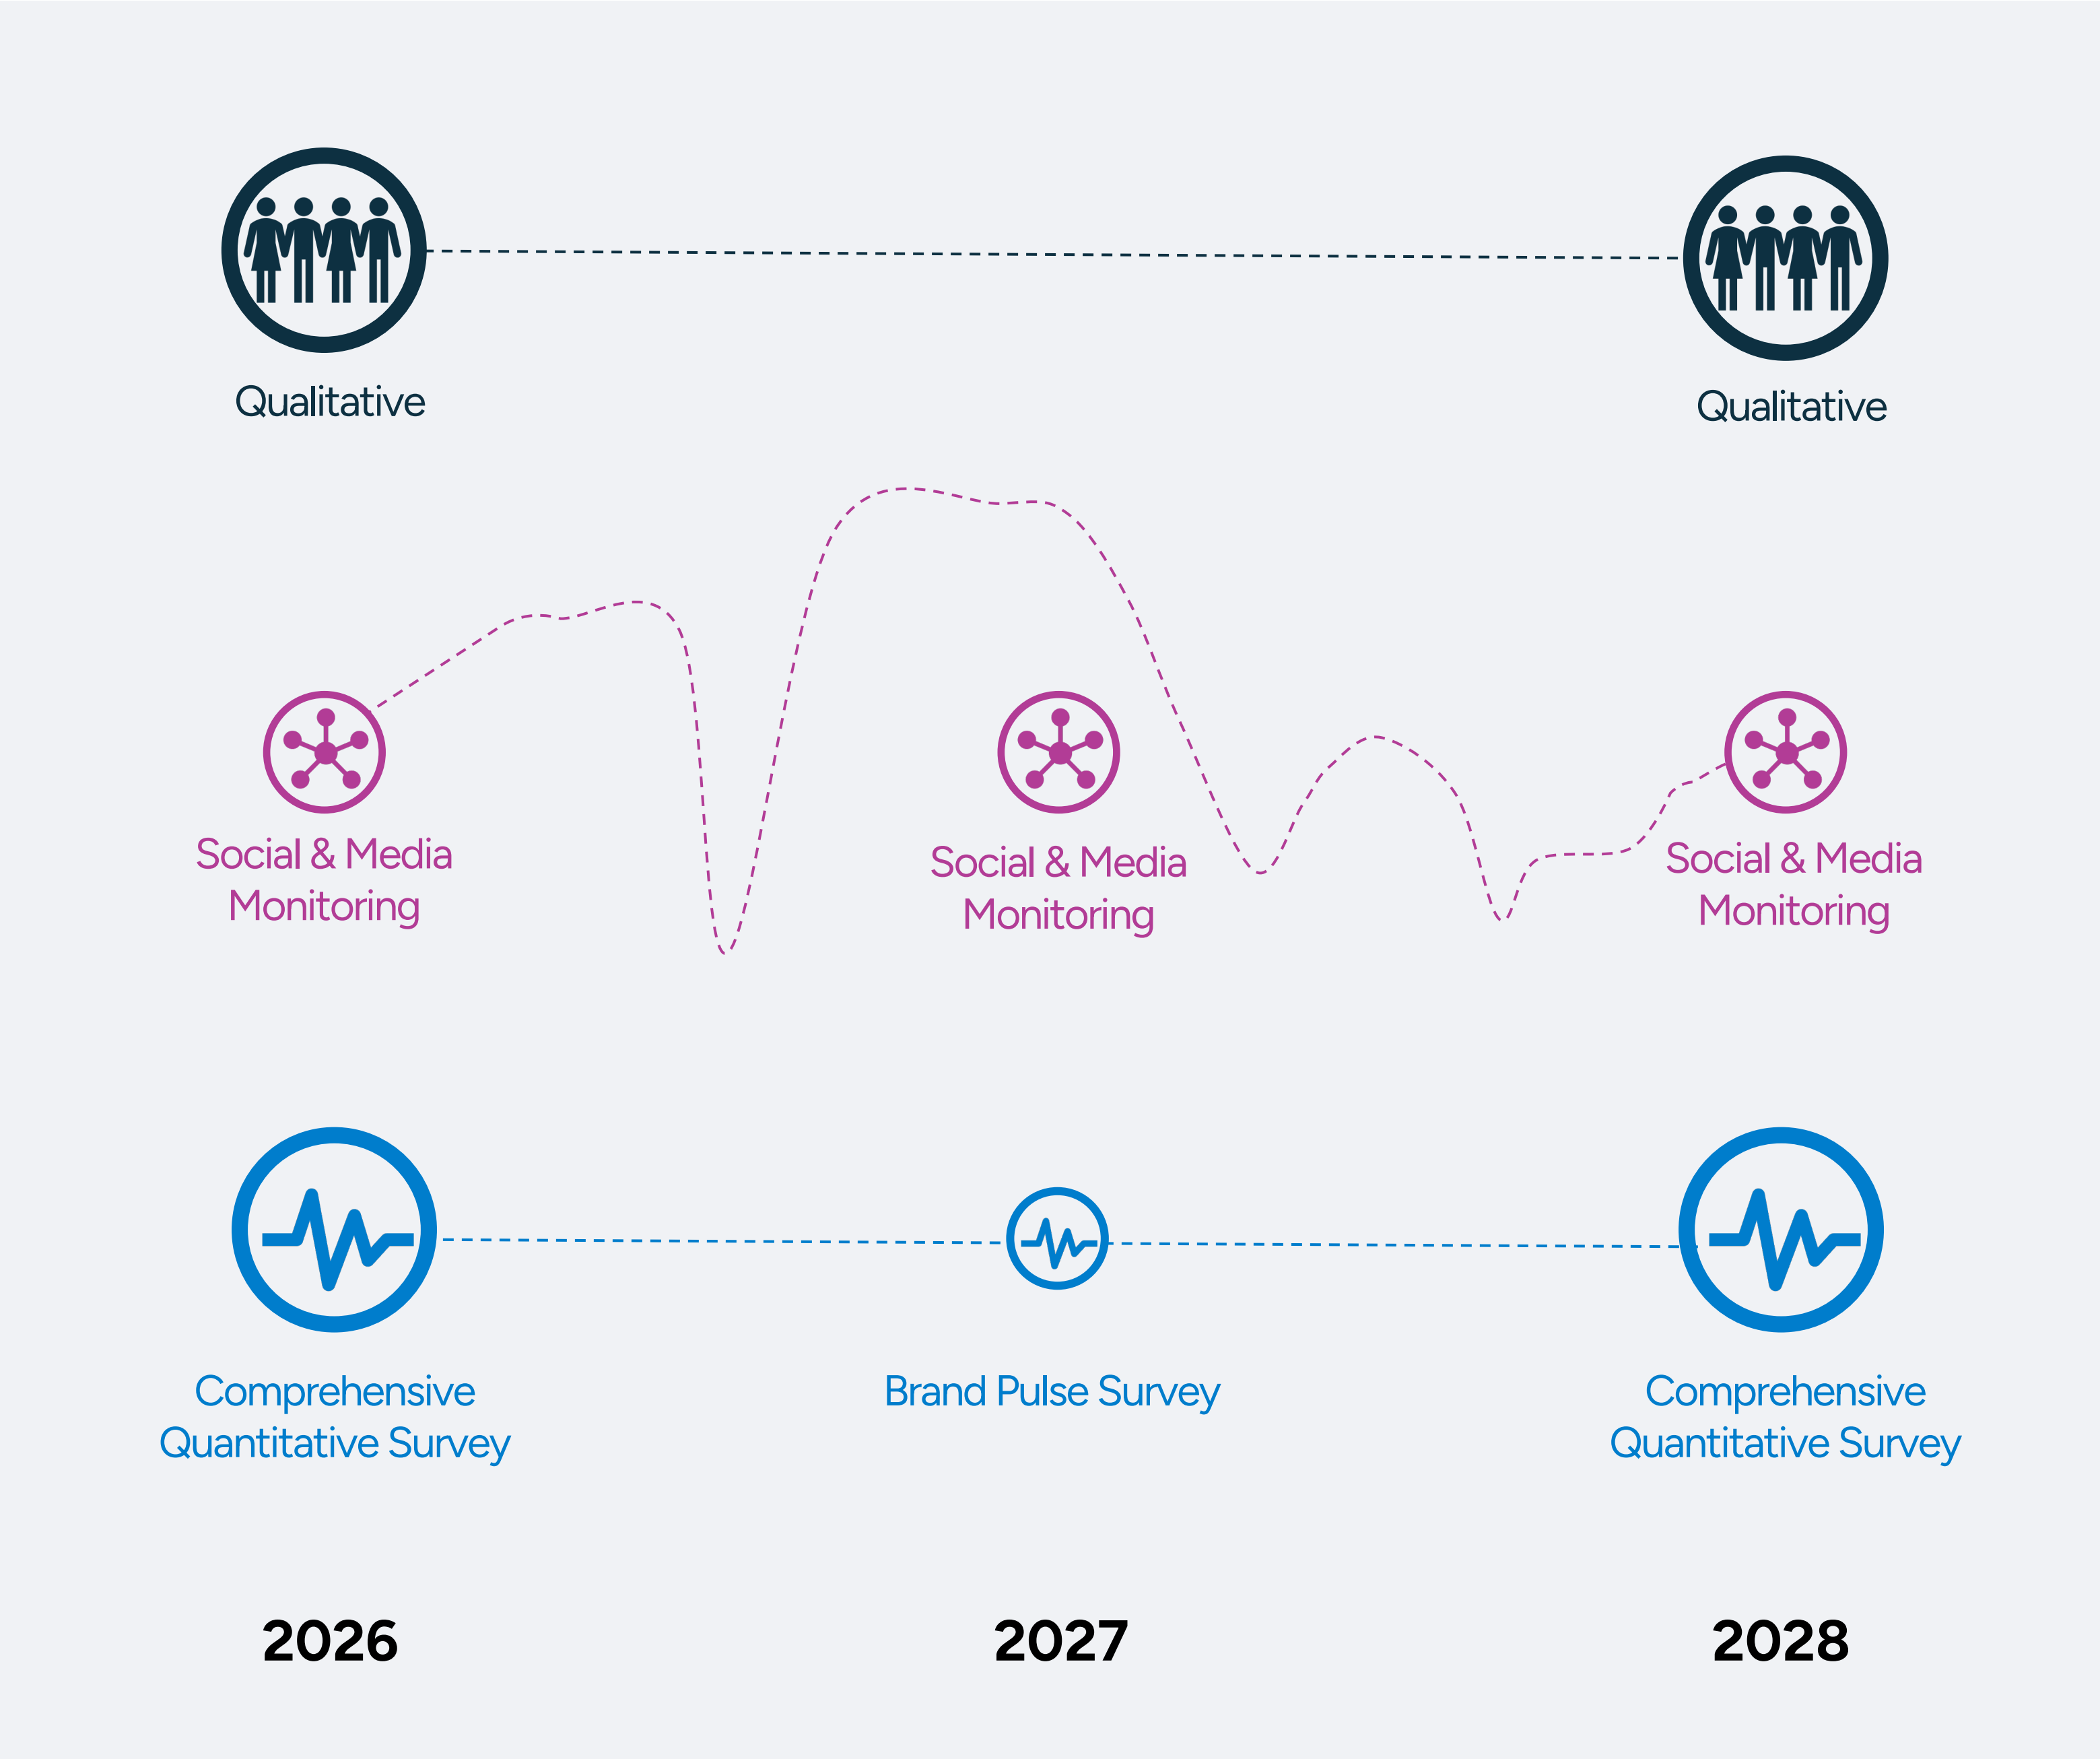 Qualitative
Qualitative
Social & Media
Monitoring
Social & Media
Monitoring
Social & Media
Monitoring
Comprehensive
Quantitative Survey
Brand Pulse Survey
Comprehensive
Quantitative Survey
2026
2027
2028